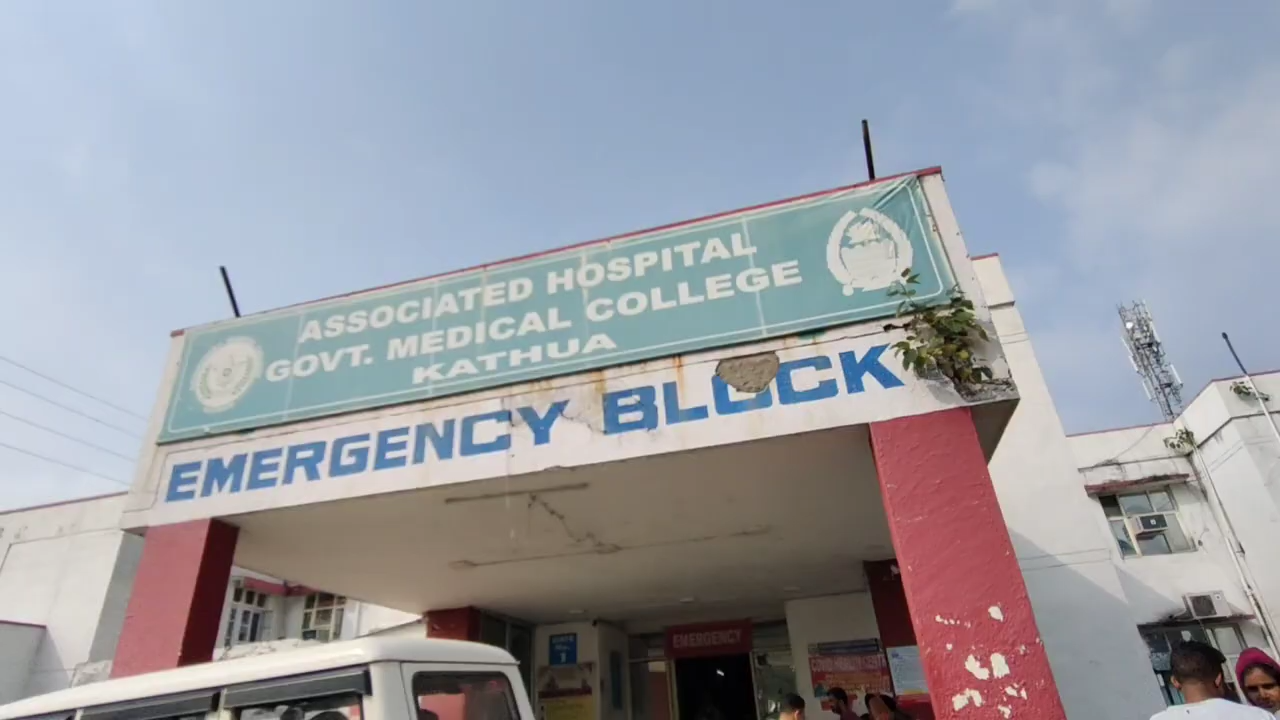 ASSOCIATED HOSPITAL
GOVT. MEDICAL COLLEGE
KATHUA
EMERGENCY BLOCK
EMERGENCY